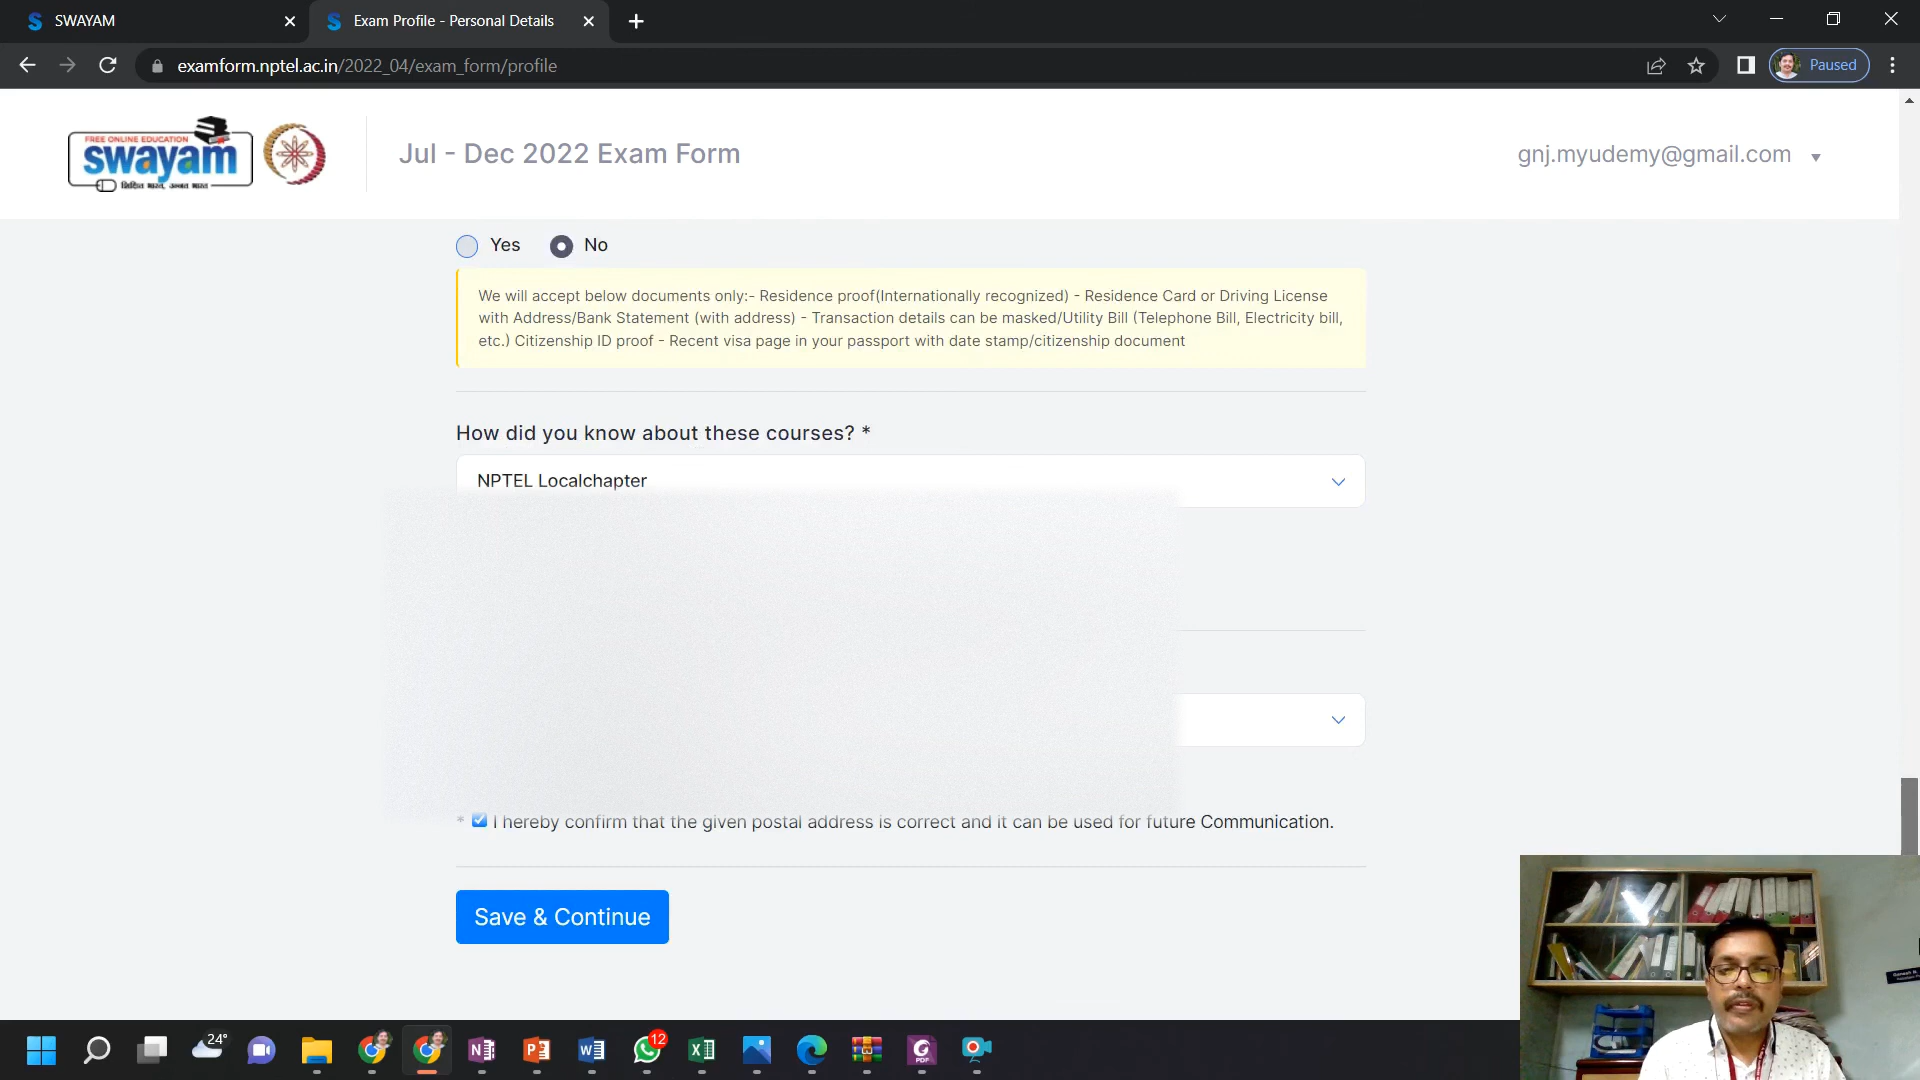 SWAYAM
Exam Profile - Personal Details
examform.nptel.ac.in/2022_04/exam_form/profile
Paused
FREE ONLINE EDUCATION
swayam
शिक्षित भारत, उन्नत भारत
Jul - Dec 2022 Exam Form
gnj.myudemy@gmail.com
Yes
No
We will accept below documents only:- Residence proof(Internationally recognized) - Residence Card or Driving License
with Address/Bank Statement (with address) - Transaction details can be masked/Utility Bill (Telephone Bill, Electricity bill,
etc.) Citizenship ID proof - Recent visa page in your passport with date stamp/citizenship document
How did you know about these courses? *
NPTEL Localchapter
* I hereby confirm that the given postal address is correct and it can be used for future Communication.
Save & Continue
24°
12